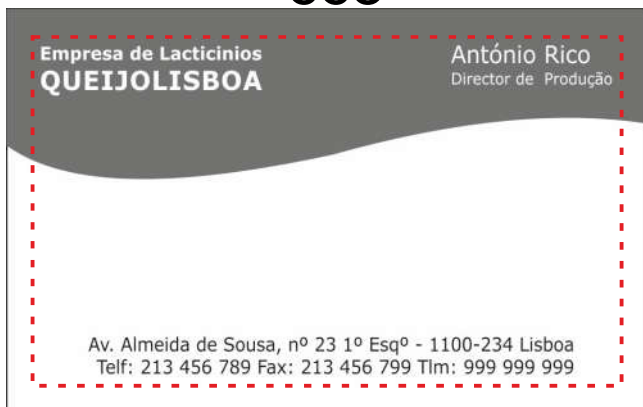 Empresa de Lacticinios
QUEIJOLISBOA
António Rico
Director de Produção
Av. Almeida de Sousa, nº 23 1º Esqº - 1100-234 Lisboa
Telf: 213 456 789 Fax: 213 456 799 Tlm: 999 999 999